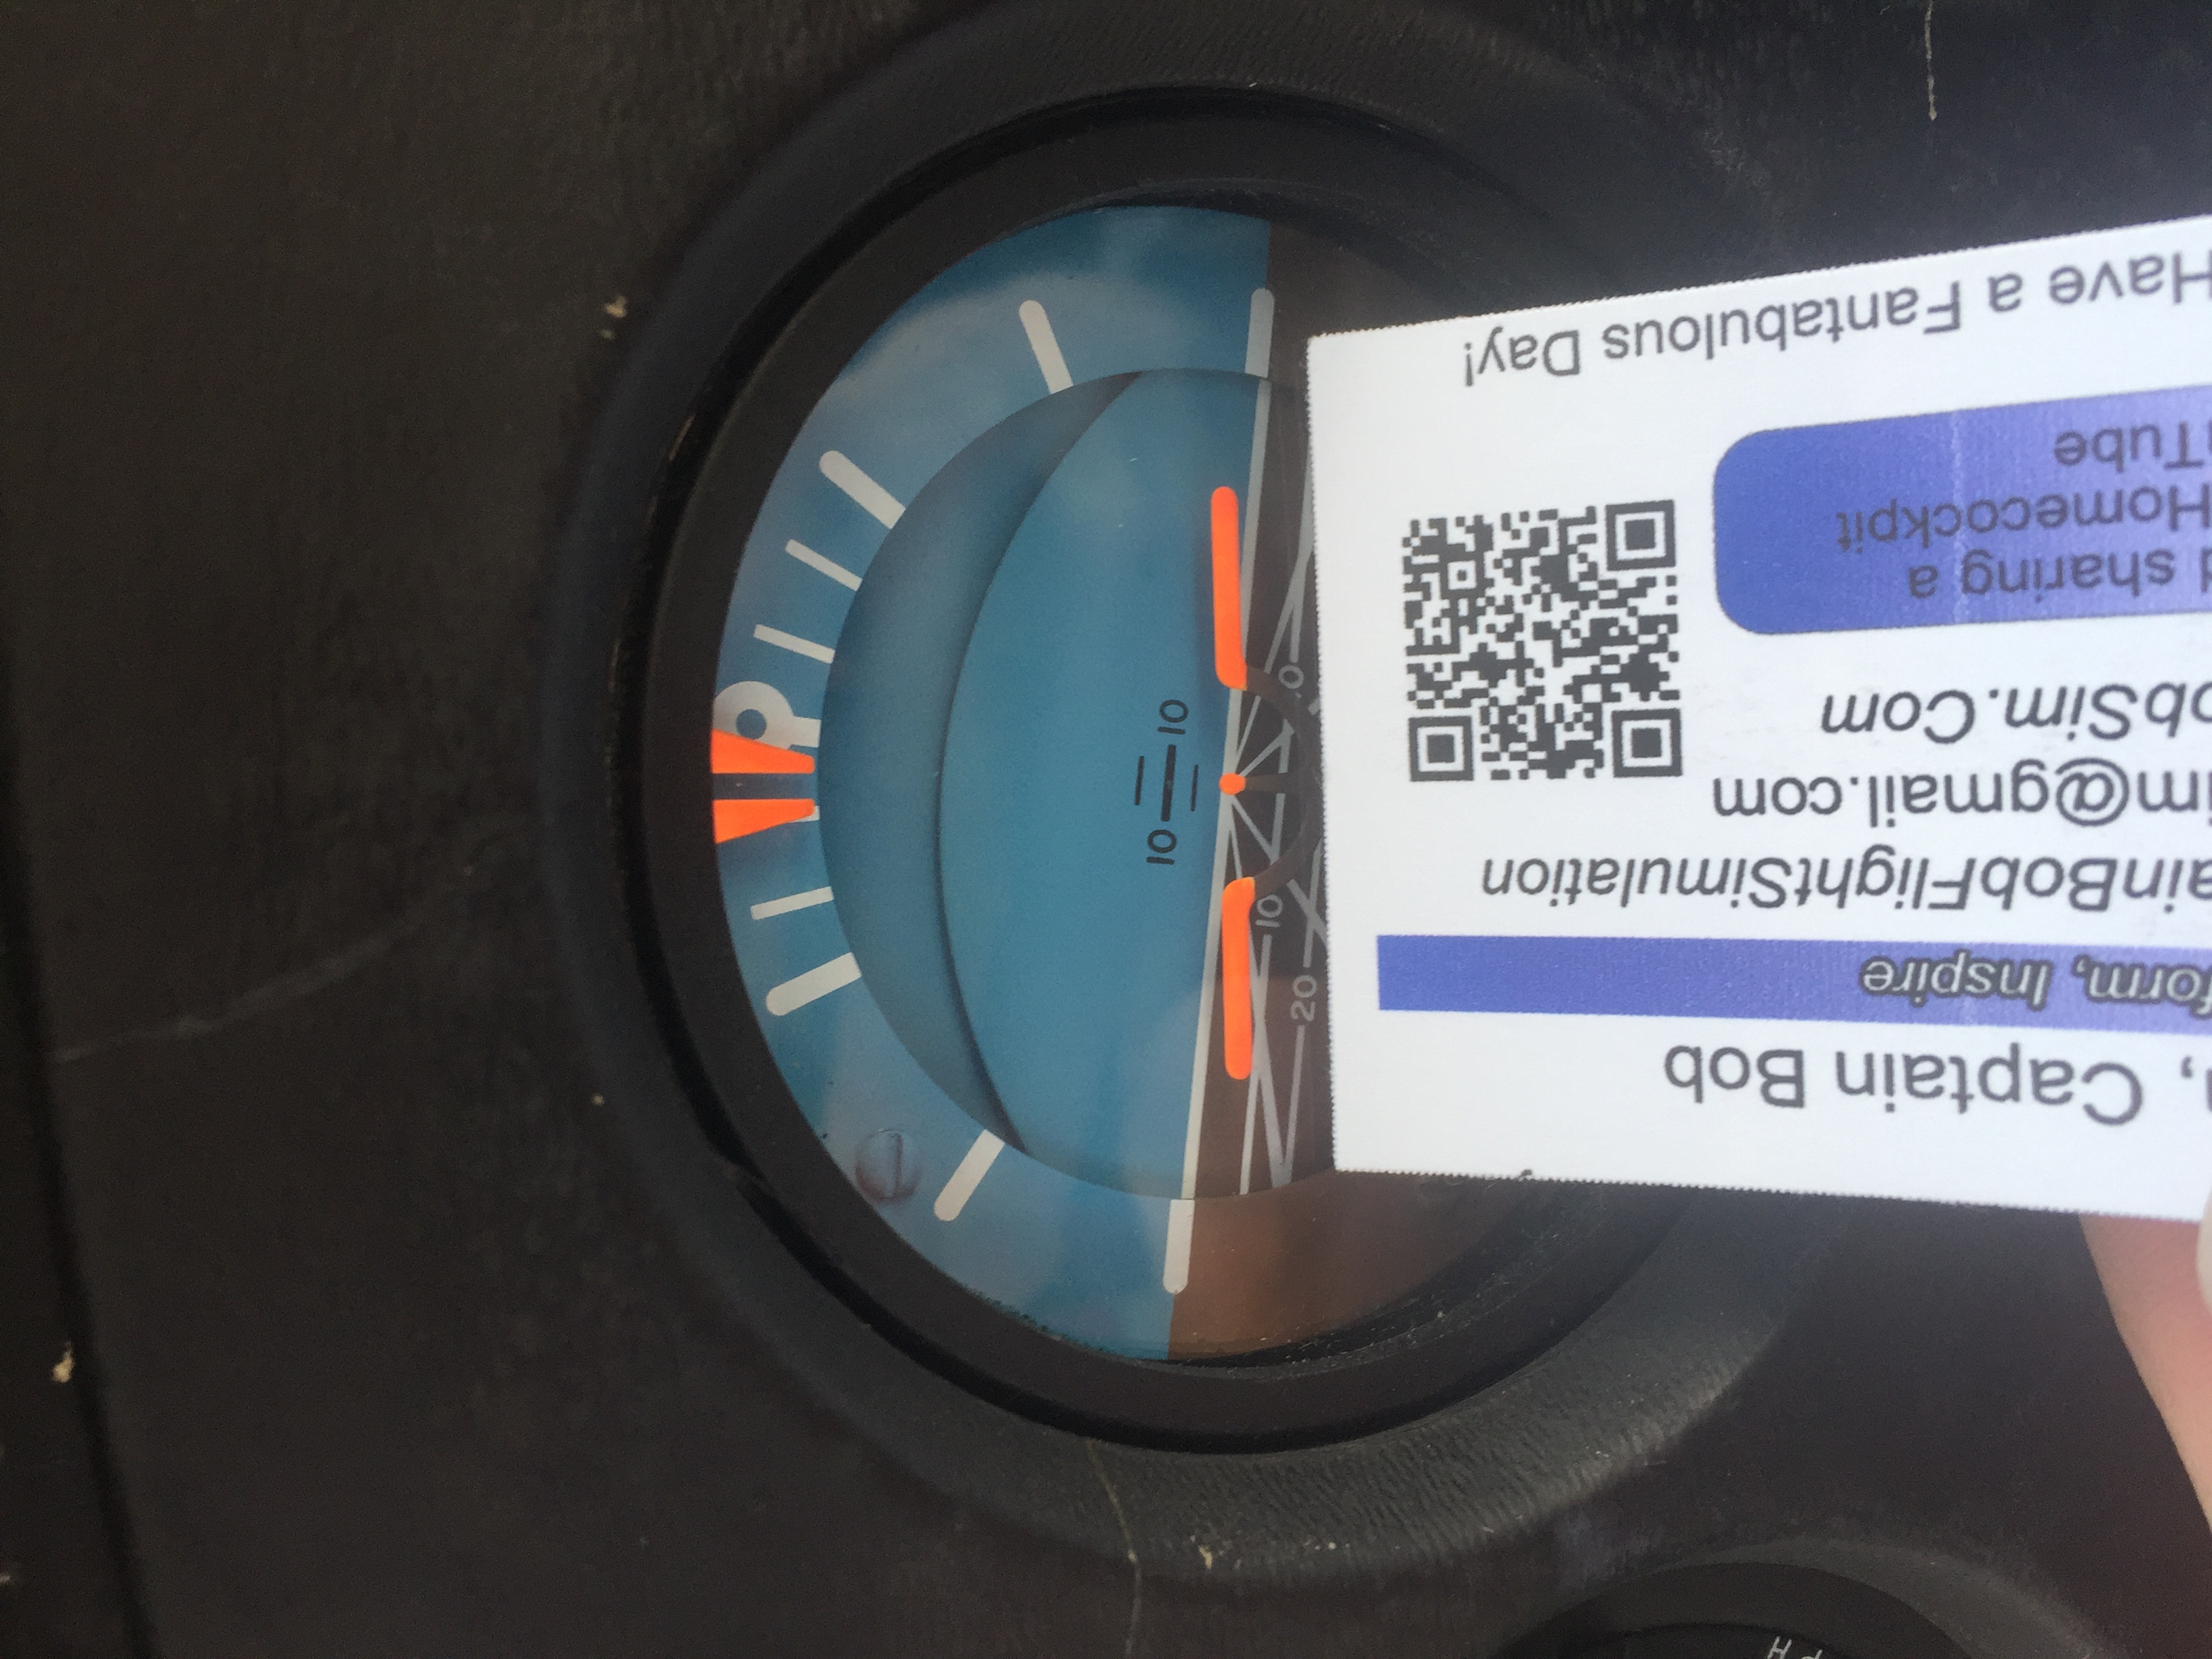 10 10
10
20
PH
Captain Bob
form, Inspire
ainBobFlightSimulation
im@gmail.com
obSim.Com
sharing a
Homecockpit
Tube
Have a Fantabulous Day!